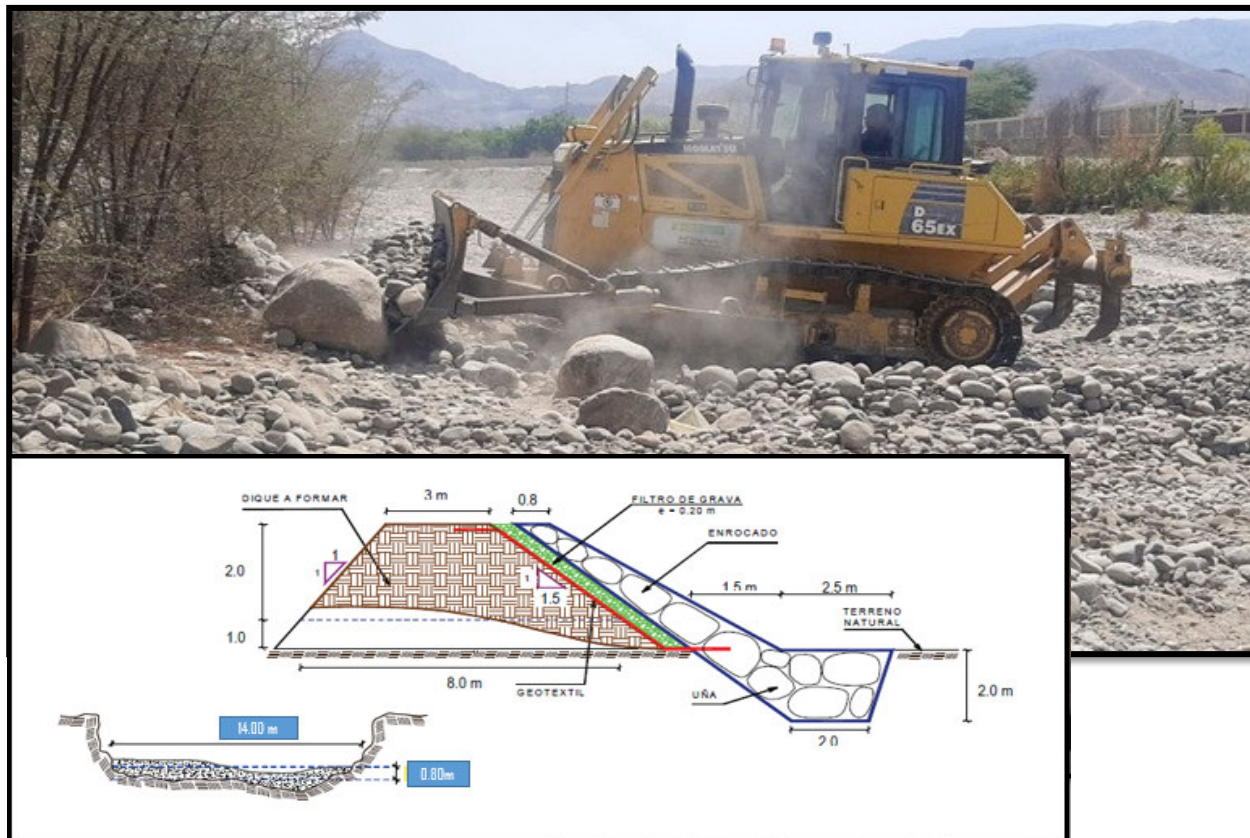 KOMATSU
D
65EX
DIQUE A FORMAR
3 m
0.8
FILTRO DE GRAVA
e = 0.20 m
ENROCADO
1
1
2.0
1
1.5
1.5 m
2.5 m
TERRENO
NATURAL
1.0
8.0 m
GEOTEXTIL
UÑA
2.0 m
2.0
14.00 m
0.80m